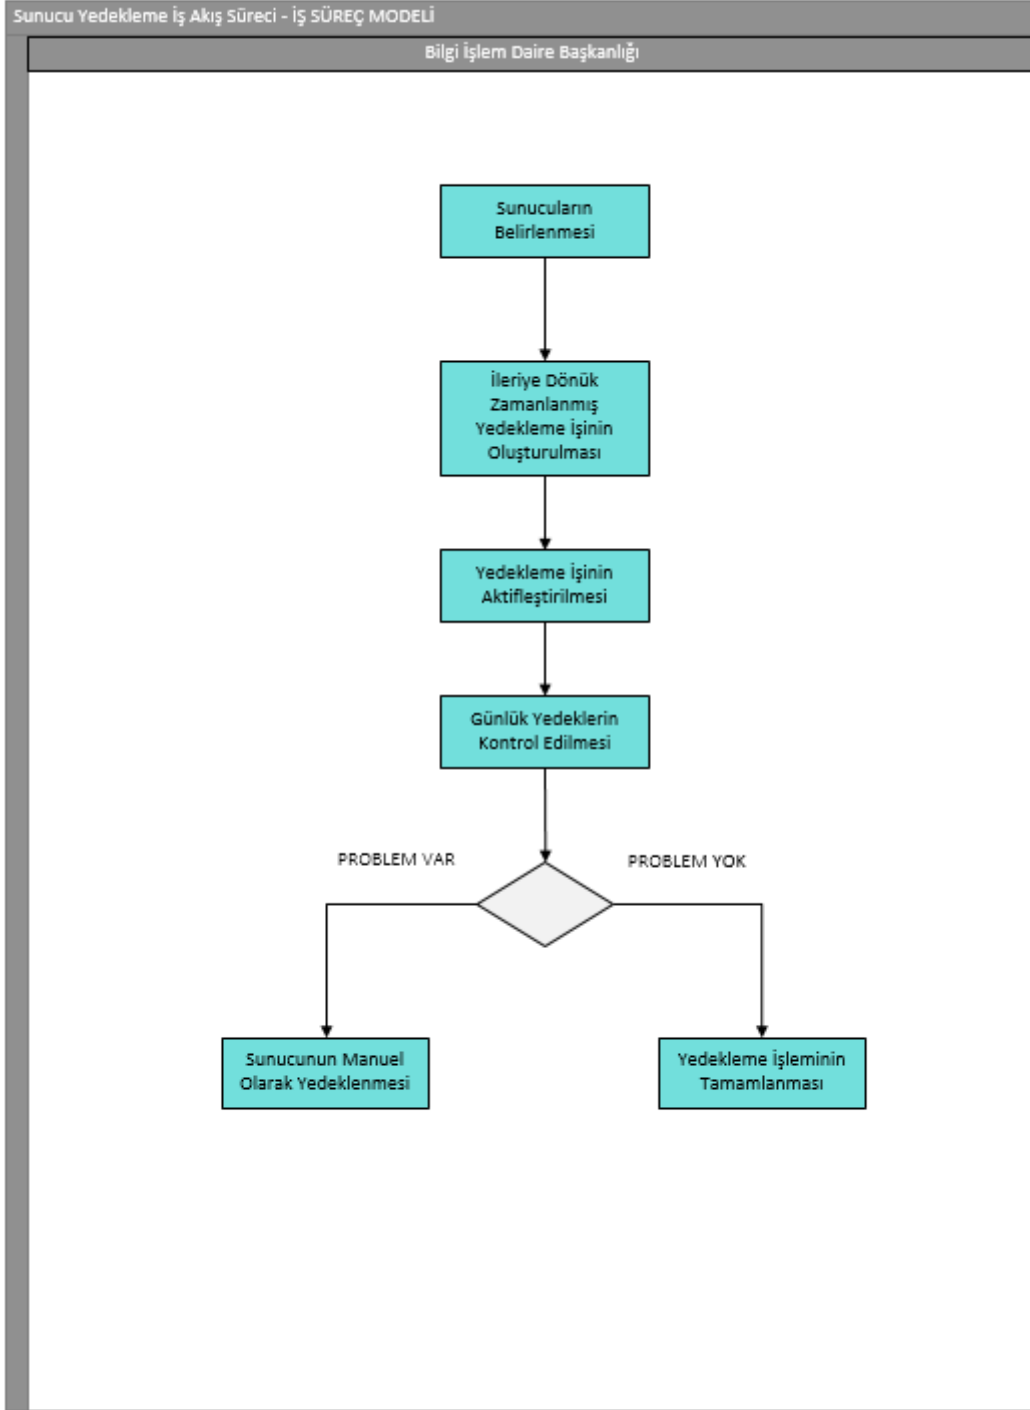 Sunucu Yedekleme İş Akış Süreci - İŞ SÜREÇ MODELİ
Bilgi İşlem Daire Başkanlığı
Sunucuların
Belirlenmesi
İleriye Dönük
Zamanlanmış
Yedekleme İşinin
Oluşturulması
Yedekleme İşinin
Aktifleştirilmesi
Günlük Yedeklerin
Kontrol Edilmesi
PROBLEM VAR
PROBLEM YOK
Sunucunun Manuel
Olarak Yedeklenmesi
Yedekleme İşleminin
Tamamlanması